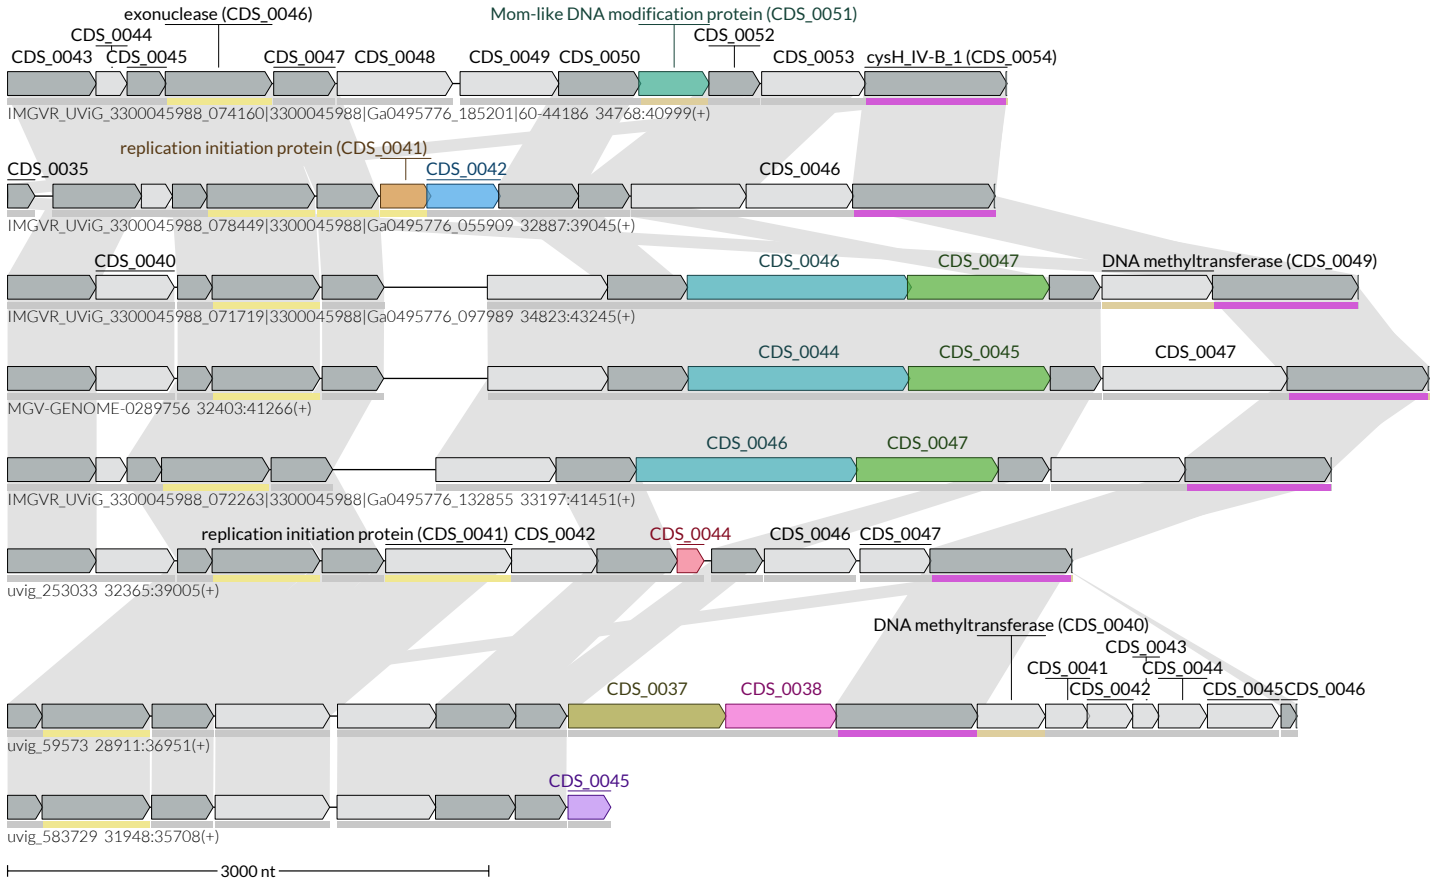 exonuclease (CDS_0046)
Mom-like DNA modification protein (CDS_0051)
CDS_0044
CDS_0052
CDS_0043
CDS_0045
CDS_0047
CDS_0048
CDS_0049
CDS_0050
CDS_0053
cysH_IV-B_1 (CDS_0054)
IMGVR_UViG_3300045988_074160|3300045988|Ga0495776_185201|60-44186 34768:40999(+)
replication initiation protein (CDS_0041)
CDS_0035
CDS_0042
CDS_0046
IMGVR_UViG_3300045988_078449|3300045988|Ga0495776_055909 32887:39045(+)
CDS_0040
CDS_0046
CDS_0047
DNA methyltransferase (CDS_0049)
IMGVR_UViG_3300045988_071719|3300045988|Ga0495776_097989 34823:43245(+)
CDS_0044
CDS_0045
CDS_0047
MGV-GENOME-0289756 32403:41266(+)
CDS_0046
CDS_0047
IMGVR_UViG_3300045988_072263|3300045988|Ga0495776_132855 33197:41451(+)
replication initiation protein (CDS_0041)
CDS_0042
CDS_0044
CDS_0046
CDS_0047
uvig_253033 32365:39005(+)
DNA methyltransferase (CDS_0040)
CDS_0043
CDS_0041
CDS_0044
CDS_0037
CDS_0038
CDS_0042
CDS_0045
CDS_0046
uvig_59573 28911:36951(+)
CDS_0045
uvig_583729 31948:35708(+)
3000 nt